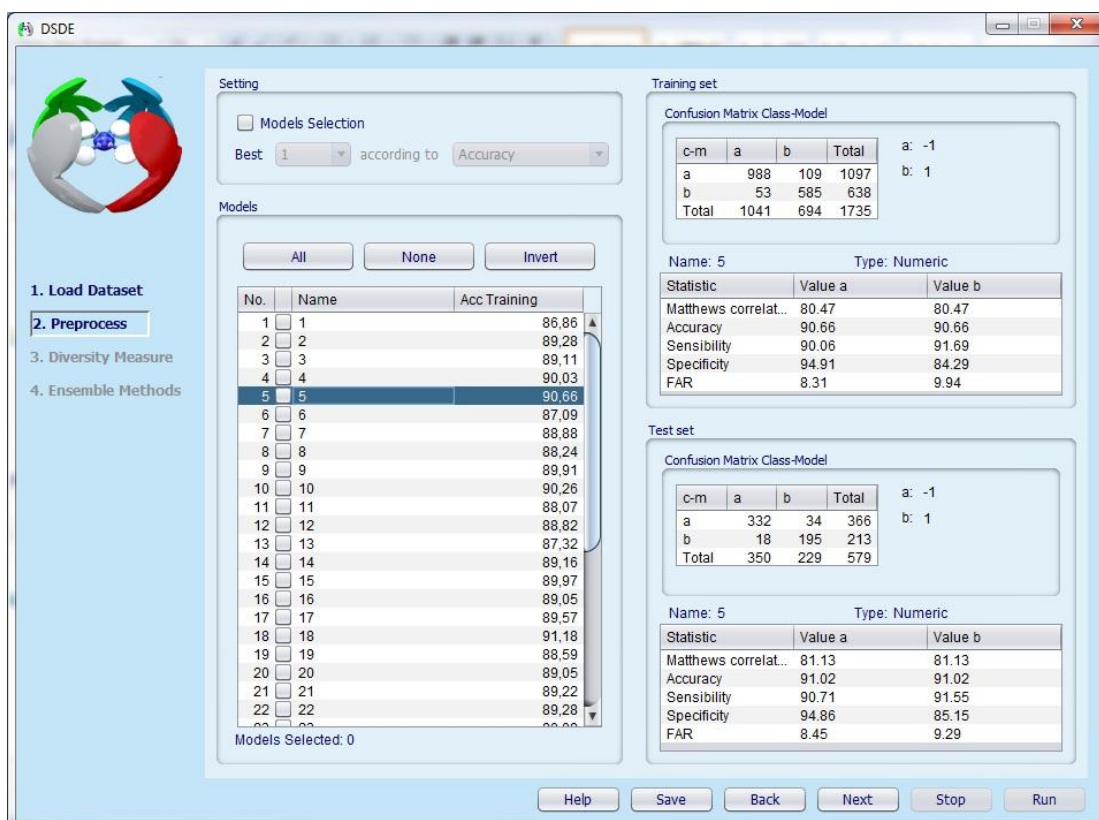 DSDE
1. Load Dataset
2. Preprocess
3. Diversity Measure
4. Ensemble Methods
Setting
Models Selection
Best 1 according to Accuracy
Models
All None Invert
No. Name Acc Training
1 1 86,86
2 2 89,28
3 3 89,11
4 4 90,03
5 5 90,66
6 6 87,09
7 7 88,88
8 8 88,24
9 9 89,91
10 10 90,26
11 11 88,07
12 12 88,82
13 13 87,32
14 14 89,16
15 15 89,97
16 16 89,05
17 17 89,57
18 18 91,18
19 19 88,59
20 20 89,05
21 21 89,22
22 22 89,28
Models Selected: 0
Training set
Confusion Matrix Class-Model
c-m a b Total
a 988 109 1097
b 53 585 638
Total 1041 694 1735
a: -1
b: 1
Name: 5 Type: Numeric
Statistic Value a Value b
Matthews correlat... 80.47 80.47
Accuracy 90.66 90.66
Sensibility 90.06 91.69
Specificity 94.91 84.29
FAR 8.31 9.94
Test set
Confusion Matrix Class-Model
c-m a b Total
a 332 34 366
b 18 195 213
Total 350 229 579
a: -1
b: 1
Name: 5 Type: Numeric
Statistic Value a Value b
Matthews correlat... 81.13 81.13
Accuracy 91.02 91.02
Sensibility 90.71 91.55
Specificity 94.86 85.15
FAR 8.45 9.29
Help Save Back Next Stop Run